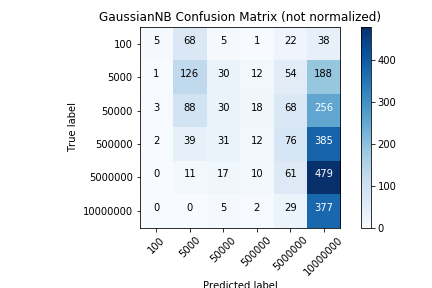 GaussianNB Confusion Matrix (not normalized)
100 5 68 5 1 22 38
5000 1 126 30 12 54 188
50000 3 88 30 18 68 256
500000 2 39 31 12 76 385
5000000 0 11 17 10 61 479
10000000 0 0 5 2 29 377
True label
100 5000 50000 500000 5000000 10000000
Predicted label
400
300
200
100
0